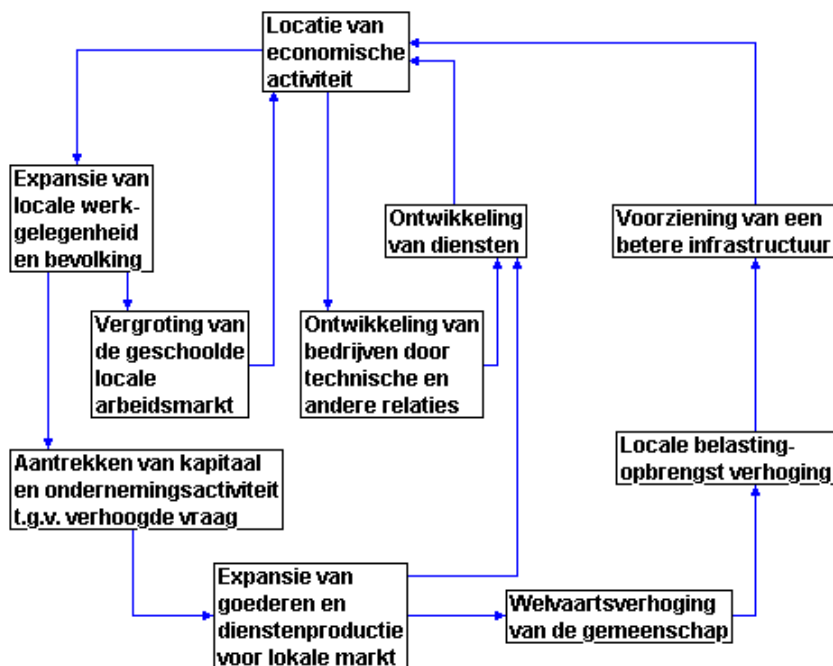 Locatie van
economische
activiteit
Expansie van
locale werk-
gelegenheid
en bevolking
Ontwikkeling
van diensten
Voorziening van een
betere infrastructuur
Vergroting van
de geschoolde
locale
arbeidsmarkt
Ontwikkeling van
bedrijven door
technische en
andere relaties
Aantrekken van kapitaal
en ondernemingsactiviteit
t.g.v. verhoogde vraag
Locale belasting-
opbrengst verhoging
Expansie van
goederen en
dienstenproductie
voor lokale markt
Welvaartsverhoging
van de gemeenschap